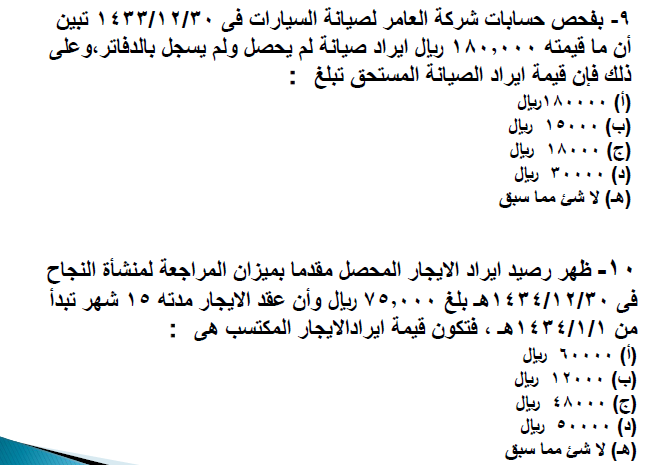 ٩- بفحص حسابات شركة العامر لصيانة السيارات فى ١٤٣٣/١٢/٣٠ تبين
أن ما قيمته ١٨٠,٠٠٠ ريال ايراد صيانة لم يحصل ولم يسجل بالدفاتر،وعلى
ذلك فإن قيمة ايراد الصيانة المستحق تبلغ :
(أ) ١٨٠٠٠٠ريال
(ب) ١٥٠٠٠ ريال
(ج) ١٨٠٠٠ ريال
(د) ٣٠٠٠٠ ريال
(هـ) لا شئ مما سبق
١٠- ظهر رصيد ايراد الايجار المحصل مقدما بميزان المراجعة لمنشأة النجاح
فى ١٤٣٤/١٢/٣٠هـ بلغ ٧٥,٠٠٠ ريال وأن عقد الايجار مدته ١٥ شهر تبدأ
من ١٤٣٤/١/١هـ ، فتكون قيمة ايرادالايجار المكتسب هى :
(أ) ٦٠٠٠٠ ريال
(ب) ١٢٠٠٠ ريال
(ج) ٤٨٠٠٠ ريال
(د) ٥٠٠٠٠ ريال
(هـ) لا شئ مما سبق